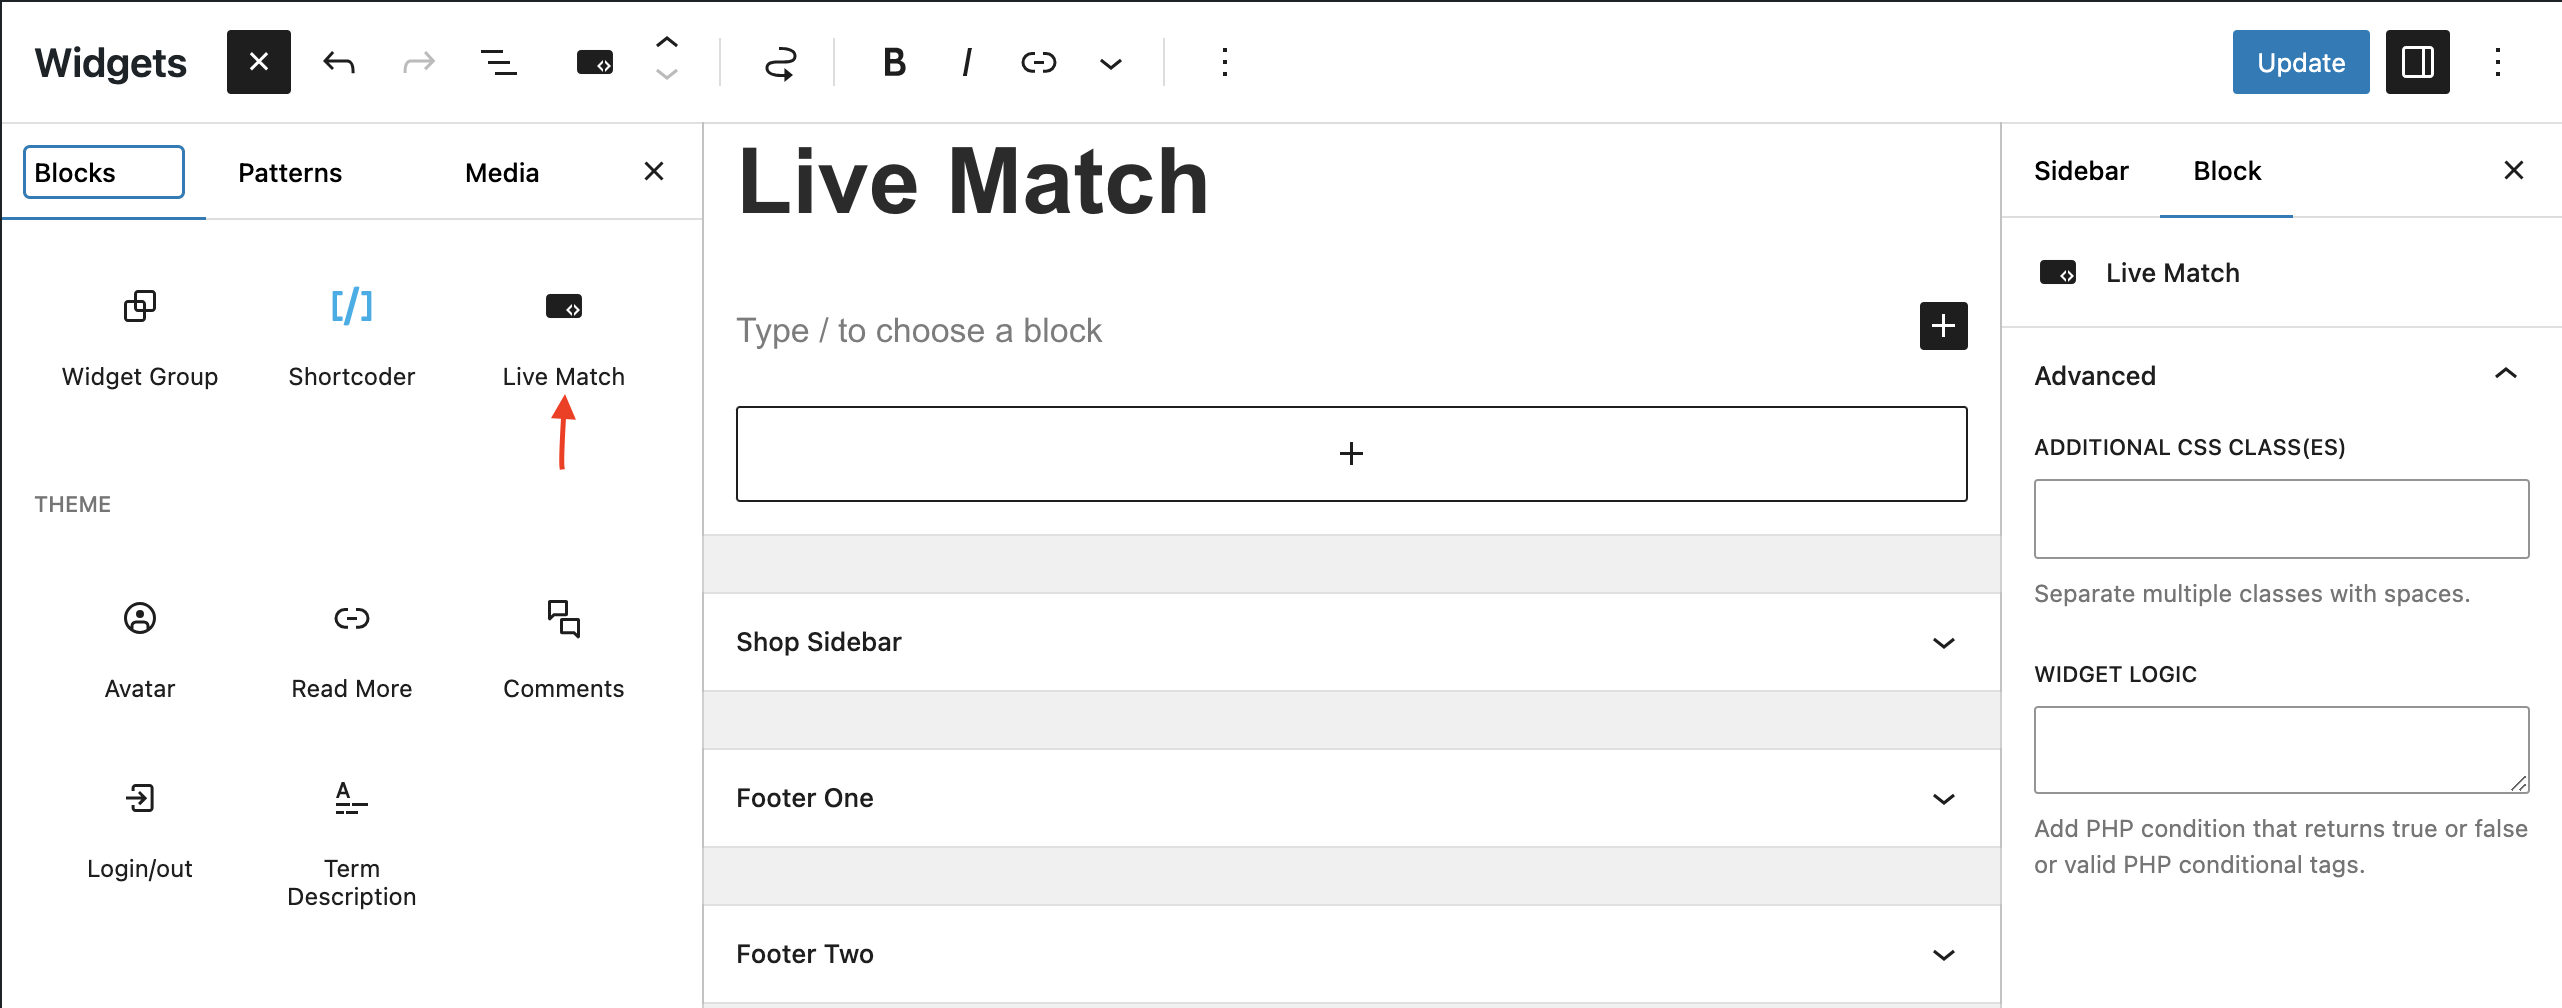 Widgets
B I
Update
Blocks Patterns Media
Widget Group Shortcoder Live Match
THEME
Avatar Read More Comments
Login/out Term
Description
Live Match
Type / to choose a block
Shop Sidebar
Footer One
Footer Two
Sidebar Block
Live Match
Advanced
ADDITIONAL CSS CLASS(ES)
Separate multiple classes with spaces.
WIDGET LOGIC
Add PHP condition that returns true or false
or valid PHP conditional tags.